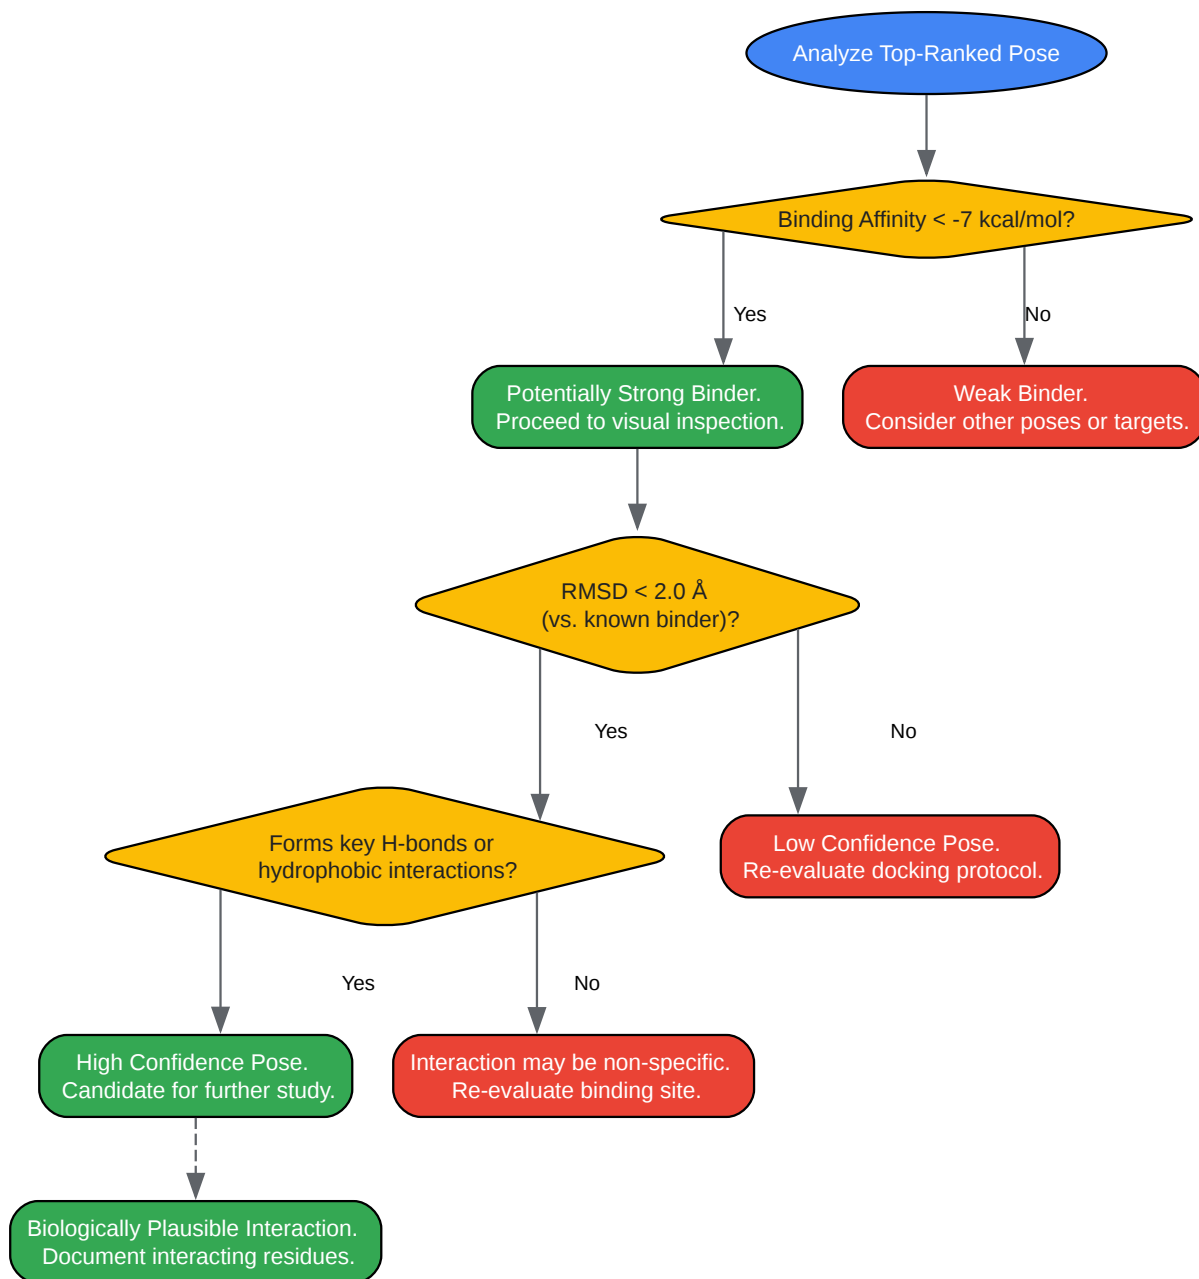 Analyze Top-Ranked Pose
Binding Affinity < -7 kcal/mol?
Yes
No
Potentially Strong Binder.
Proceed to visual inspection.
Weak Binder.
Consider other poses or targets.
RMSD < 2.0 Å
(vs. known binder)?
Yes
No
Forms key H-bonds or
hydrophobic interactions?
Low Confidence Pose.
Re-evaluate docking protocol.
Yes
No
High Confidence Pose.
Candidate for further study.
Interaction may be non-specific.
Re-evaluate binding site.
Biologically Plausible Interaction.
Document interacting residues.